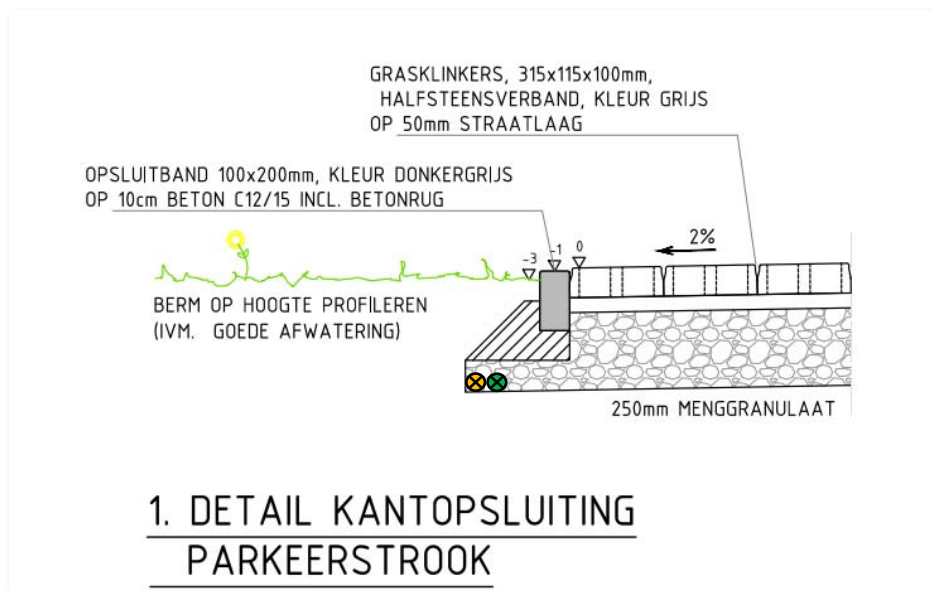 GRASKLINKERS, 315x115x100mm,
HALFSTEENSVERBAND, KLEUR GRIJS
OP 50mm STRAATLAAG
OPSLUITBAND 100x200mm, KLEUR DONKERGRIJS
OP 10cm BETON C12/15 INCL. BETONRUG
-3
-1
0
2%
BERM OP HOOGTE PROFILEREN
(IVM. GOEDE AFWATERING)
250mm MENGGRANULAAT
1. DETAIL KANTOPSLUITING
PARKEERSTROOK